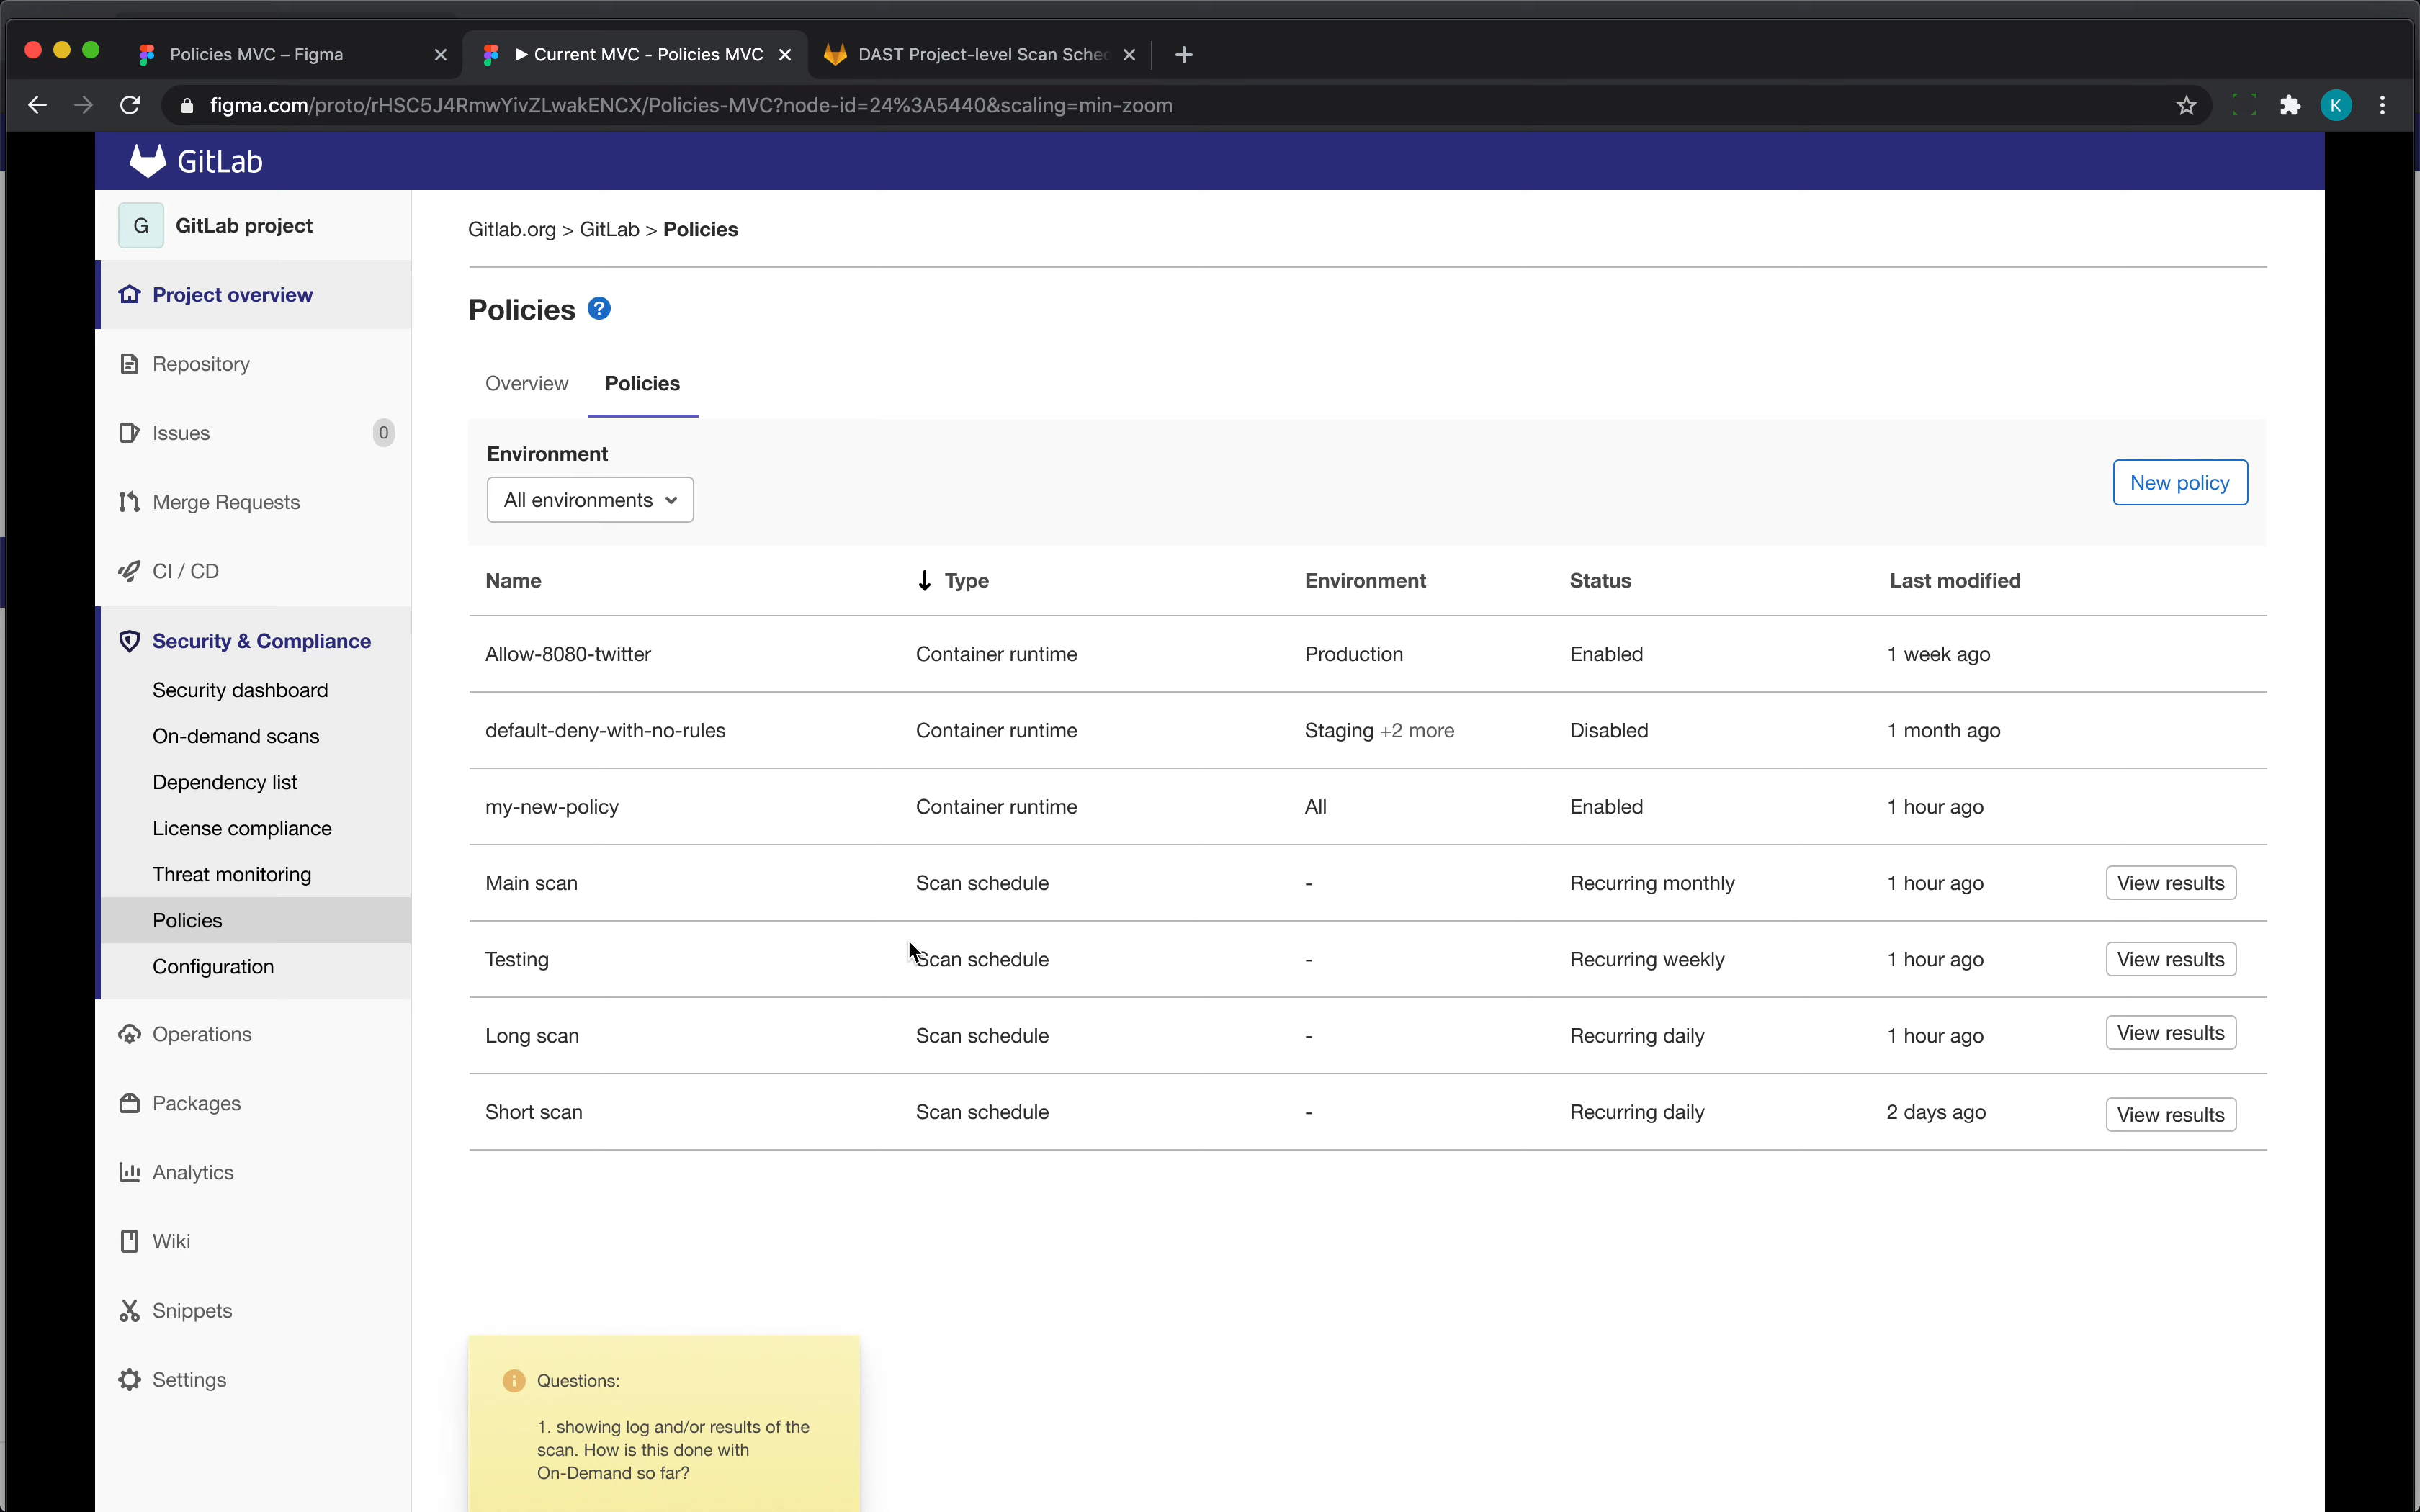 Policies MVC – Figma
▶ Current MVC - Policies MVC
DAST Project-level Scan Sche
figma.com/proto/rHSC5J4RmwYivZLwakENCX/Policies-MVC?node-id=24%3A5440&scaling=min-zoom
K
GitLab
G GitLab project
Project overview
Repository
Issues 0
Merge Requests
CI / CD
Security & Compliance
Security dashboard
On-demand scans
Dependency list
License compliance
Threat monitoring
Policies
Configuration
Operations
Packages
Analytics
Wiki
Snippets
Settings
Gitlab.org > GitLab > Policies
Policies ?
Overview Policies
Environment
All environments
New policy
Name Type Environment Status Last modified
Allow-8080-twitter Container runtime Production Enabled 1 week ago
default-deny-with-no-rules Container runtime Staging +2 more Disabled 1 month ago
my-new-policy Container runtime All Enabled 1 hour ago
Main scan Scan schedule - Recurring monthly 1 hour ago View results
Testing Scan schedule - Recurring weekly 1 hour ago View results
Long scan Scan schedule - Recurring daily 1 hour ago View results
Short scan Scan schedule - Recurring daily 2 days ago View results
Questions:
1. showing log and/or results of the
scan. How is this done with
On-Demand so far?